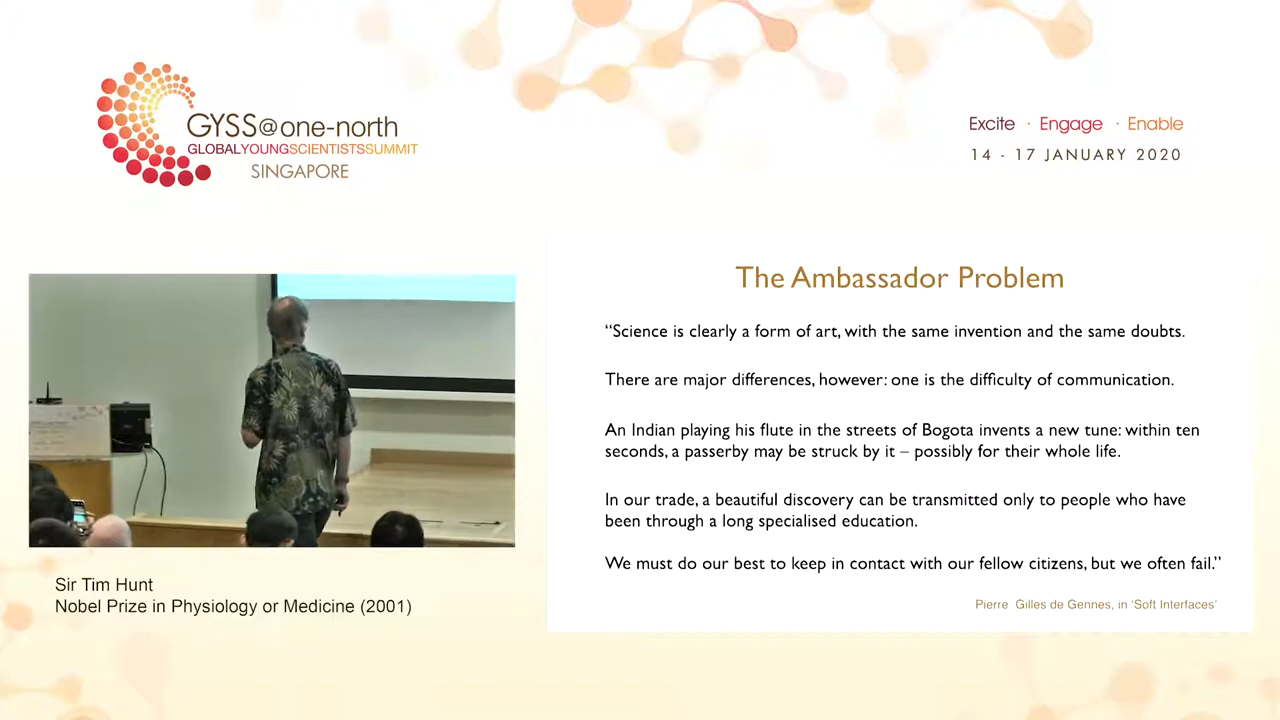 GYSS@one-north
GLOBALYOUNGSCIENTISTSSUMMIT
SINGAPORE
Excite · Engage · Enable
14 - 17 JANUARY 2020
The Ambassador Problem
“Science is clearly a form of art, with the same invention and the same doubts.
There are major differences, however: one is the difficulty of communication.
An Indian playing his flute in the streets of Bogota invents a new tune: within ten
seconds, a passerby may be struck by it – possibly for their whole life.
In our trade, a beautiful discovery can be transmitted only to people who have
been through a long specialised education.
We must do our best to keep in contact with our fellow citizens, but we often fail.”
Pierre Gilles de Gennes, in ‘Soft Interfaces’
Sir Tim Hunt
Nobel Prize in Physiology or Medicine (2001)